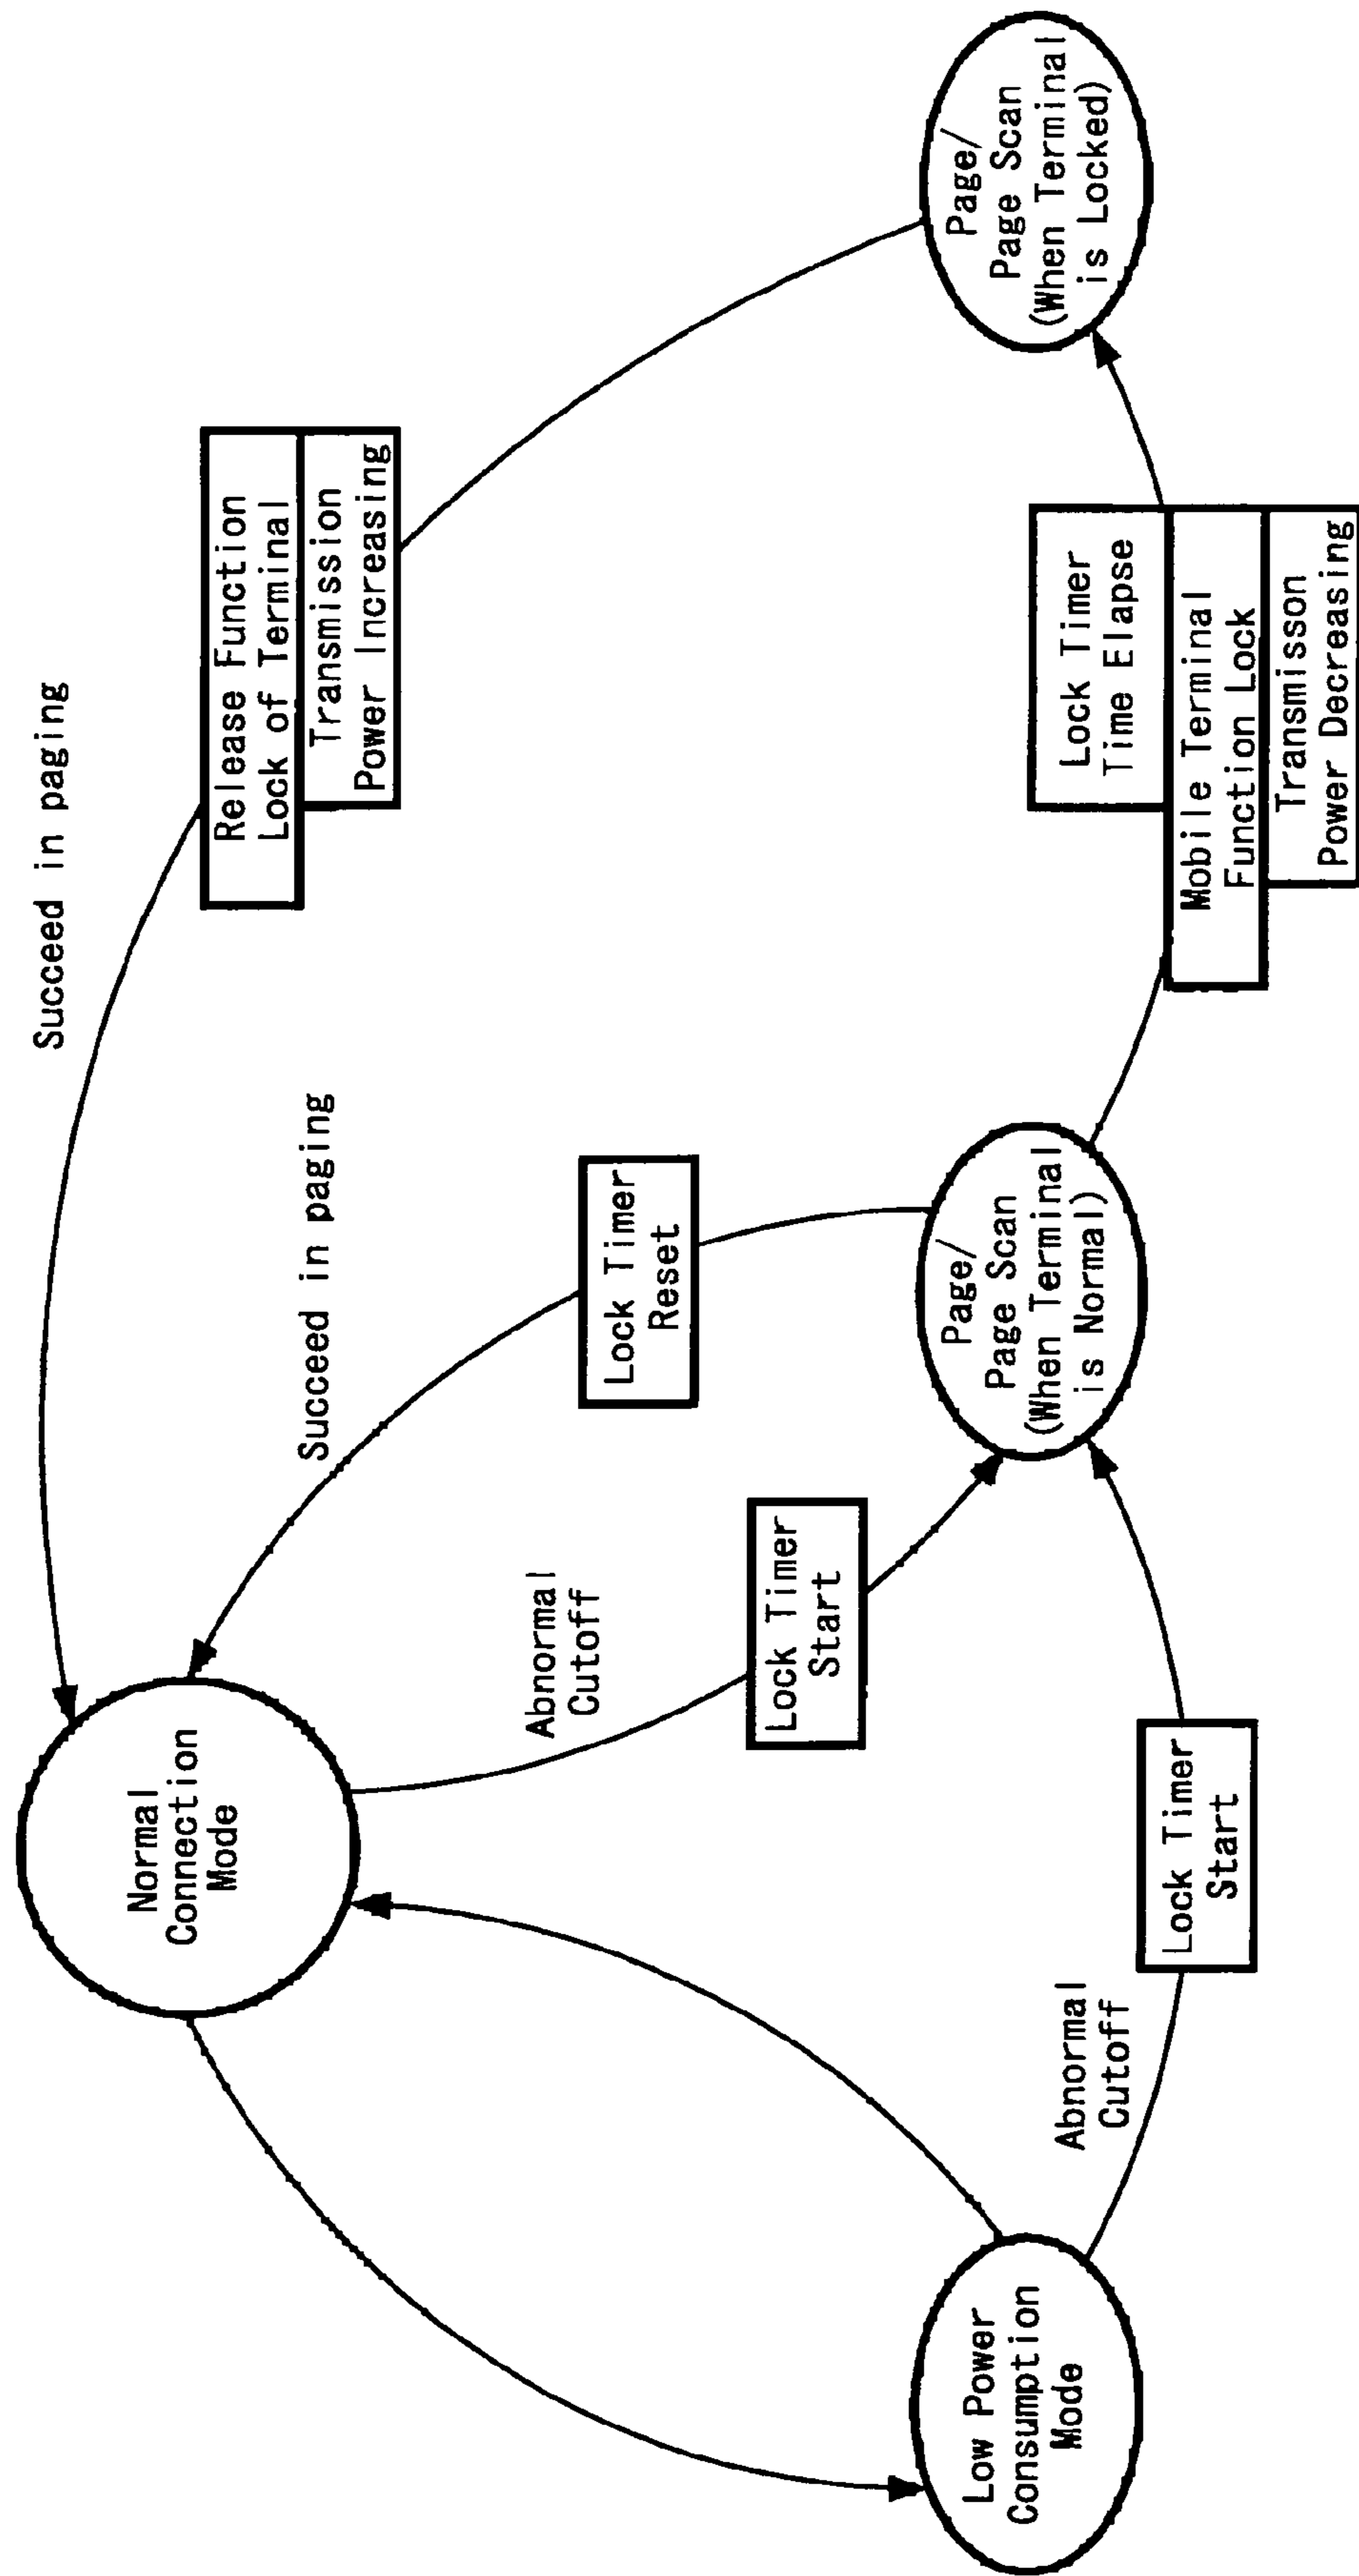 Succeed in paging
Release Function
Lock of Terminal
Transmission
Power Increasing
Normal
Connection
Mode
Succeed in paging
Lock Timer
Reset
Abnormal
Cutoff
Lock Timer
Start
Low Power
Consumption
Mode
Abnormal
Cutoff
Lock Timer
Start
Page/
Page Scan
(When Terminal
is Normal)
Lock Timer
Time Elapse
Mobile Terminal
Function Lock
Transmisson
Power Decreasing
Page/
Page Scan
(When Terminal
is Locked)